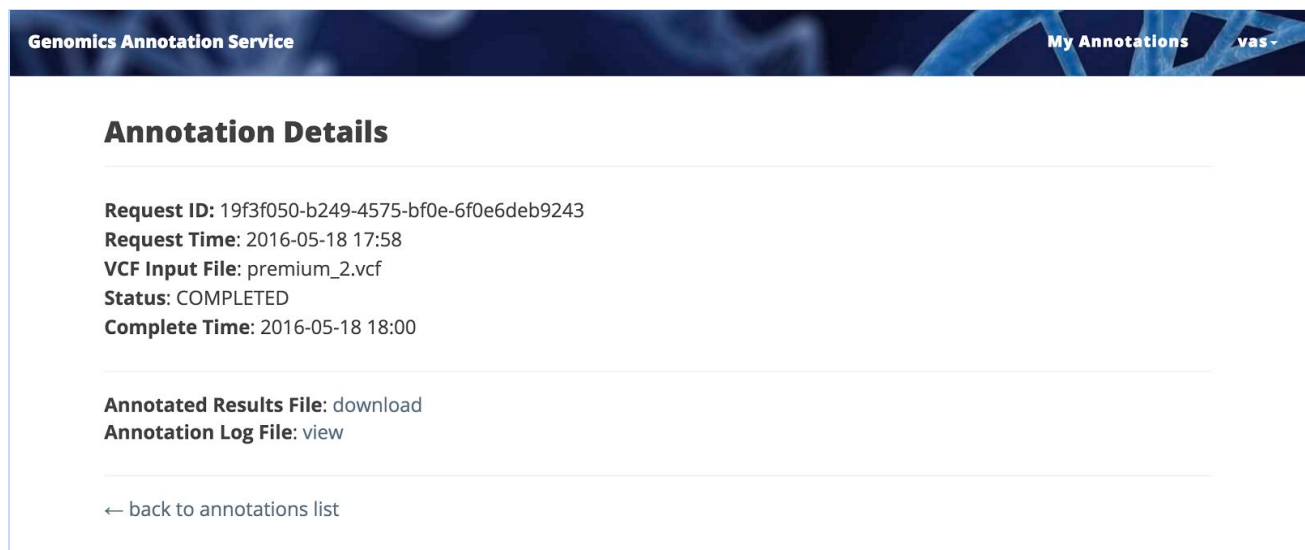 Genomics Annotation Service
My Annotations
vas
Annotation Details
Request ID: 19f3f050-b249-4575-bf0e-6f0e6deb9243
Request Time: 2016-05-18 17:58
VCF Input File: premium_2.vcf
Status: COMPLETED
Complete Time: 2016-05-18 18:00
Annotated Results File: download
Annotation Log File: view
← back to annotations list